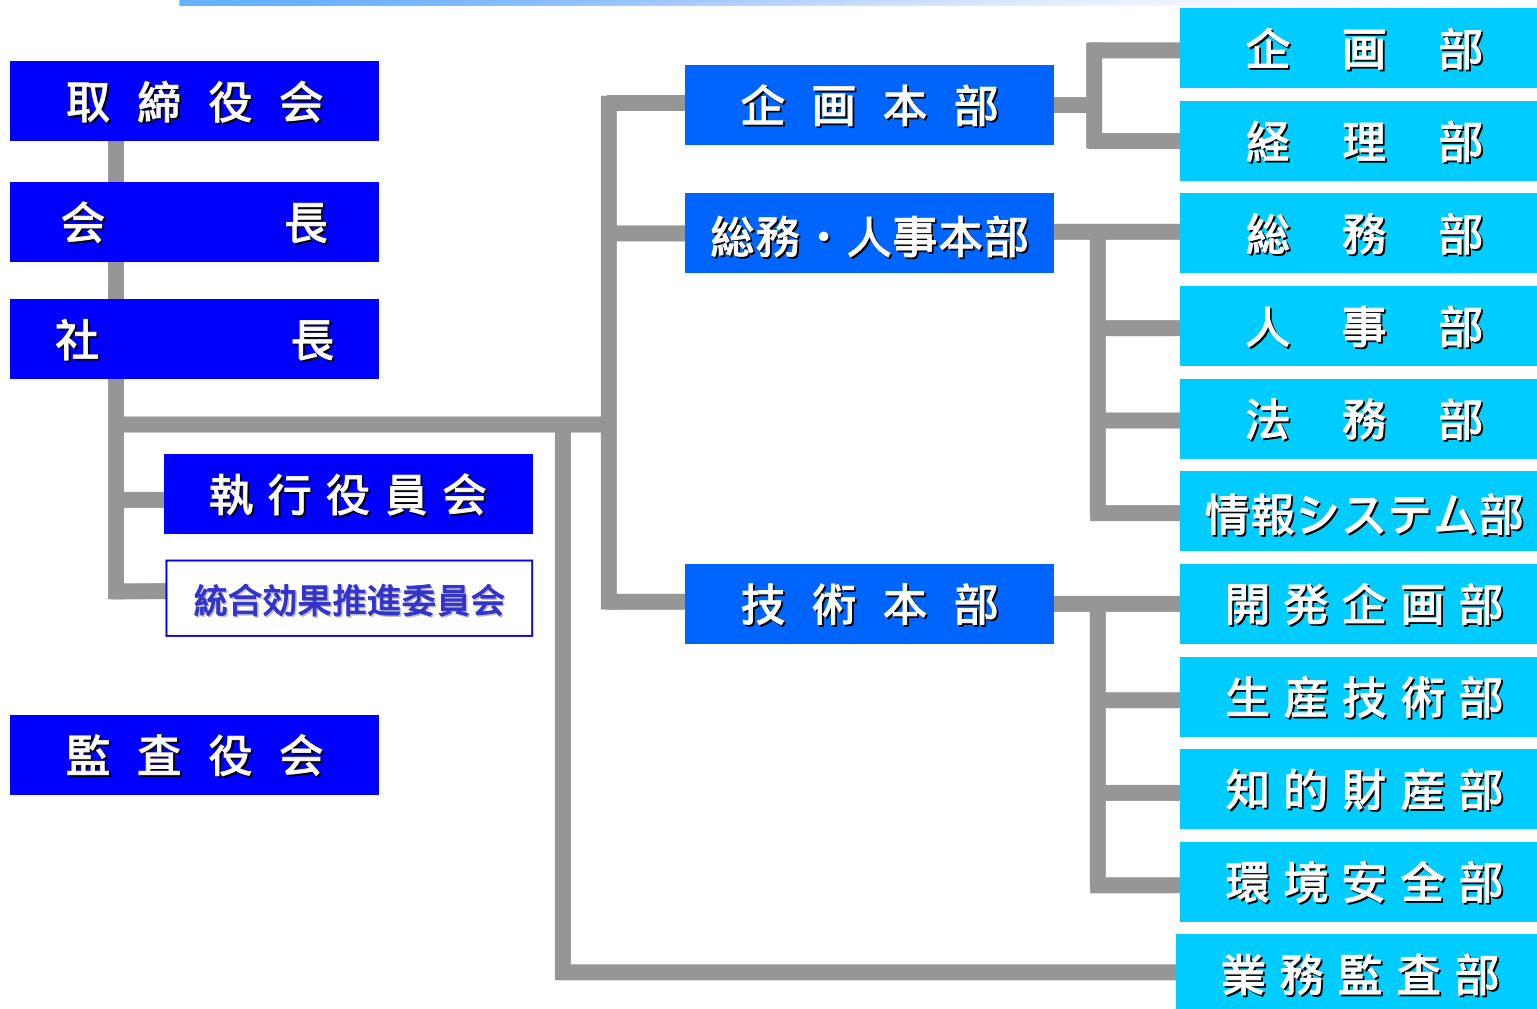 取締役会
会長
社長
執行役員会
統合効果推進委員会
監査役会
企画本部
総務・人事本部
技術本部
企画部
経理部
総務部
人事部
法務部
情報システム部
開発企画部
生産技術部
知的財産部
環境安全部
業務監査部